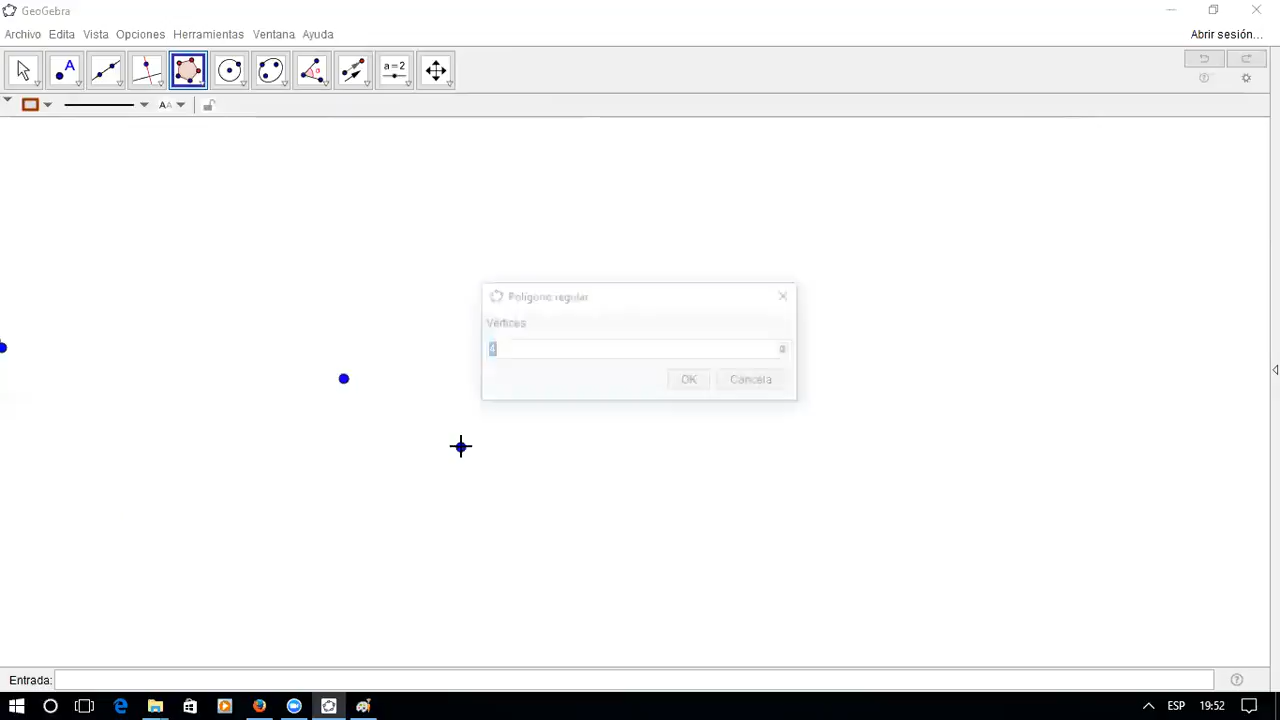 GeoGebra
Archivo Edita Vista Opciones Herramientas Ventana Ayuda
Abrir sesión...
A
α
a = 2
AA
Polígono regular
Vértices
4
α
OK Cancela
Entrada:
ESP 19:52